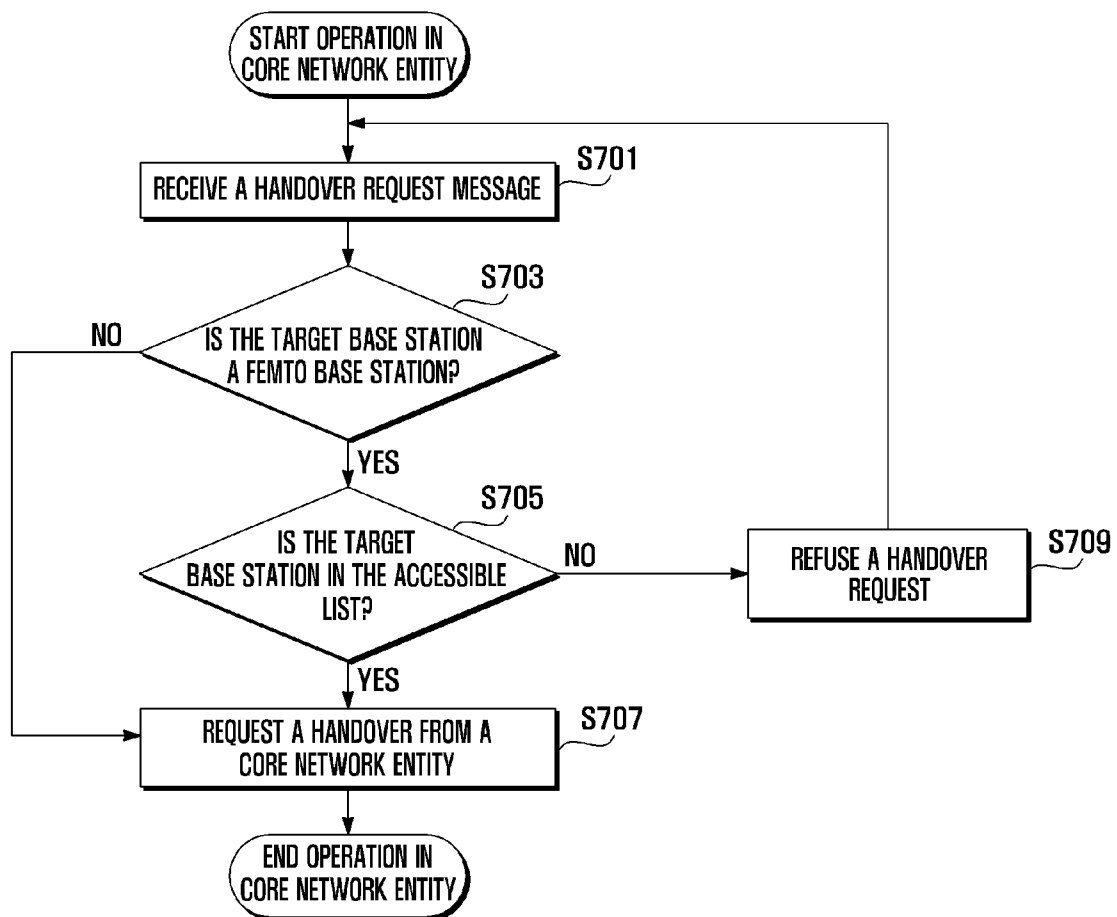 START OPERATION IN
CORE NETWORK ENTITY
S701
RECEIVE A HANDOVER REQUEST MESSAGE
S703
NO
IS THE TARGET BASE STATION
A FEMTO BASE STATION?
YES
S705
IS THE TARGET
BASE STATION IN THE ACCESSIBLE
LIST?
NO
S709
REFUSE A HANDOVER
REQUEST
YES
S707
REQUEST A HANDOVER FROM A
CORE NETWORK ENTITY
END OPERATION IN
CORE NETWORK ENTITY